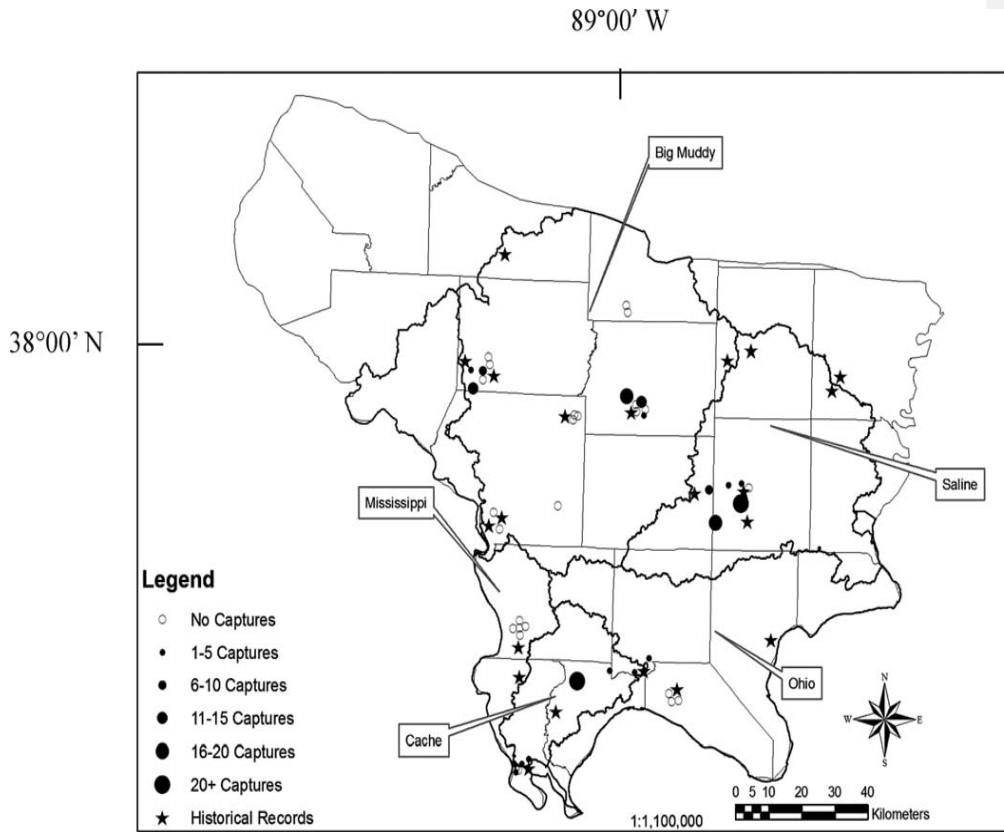 89°00' W
Big Muddy
38°00' N
Saline
Mississippi
Legend
No Captures
1-5 Captures
6-10 Captures
11-15 Captures
16-20 Captures
20+ Captures
Historical Records
Ohio
Cache
N
W
E
S
0 5 10 20 30 40
Kilometers
1:1,100,000